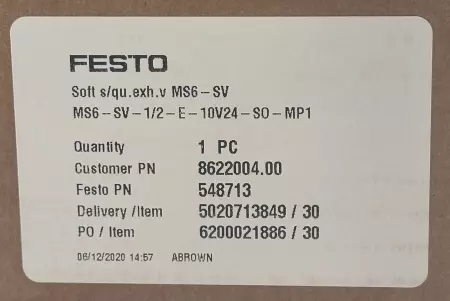 FESTO
Soft s/qu.exh.v MS6-SV
MS6-SV-1/2-E-10V24-SO-MP1
Quantity 1 PC
Customer PN 8622004.00
Festo PN 548713
Delivery /Item 5020713849 / 30
PO / Item 6200021886 / 30
06/12/2020 14:57 ABROWN